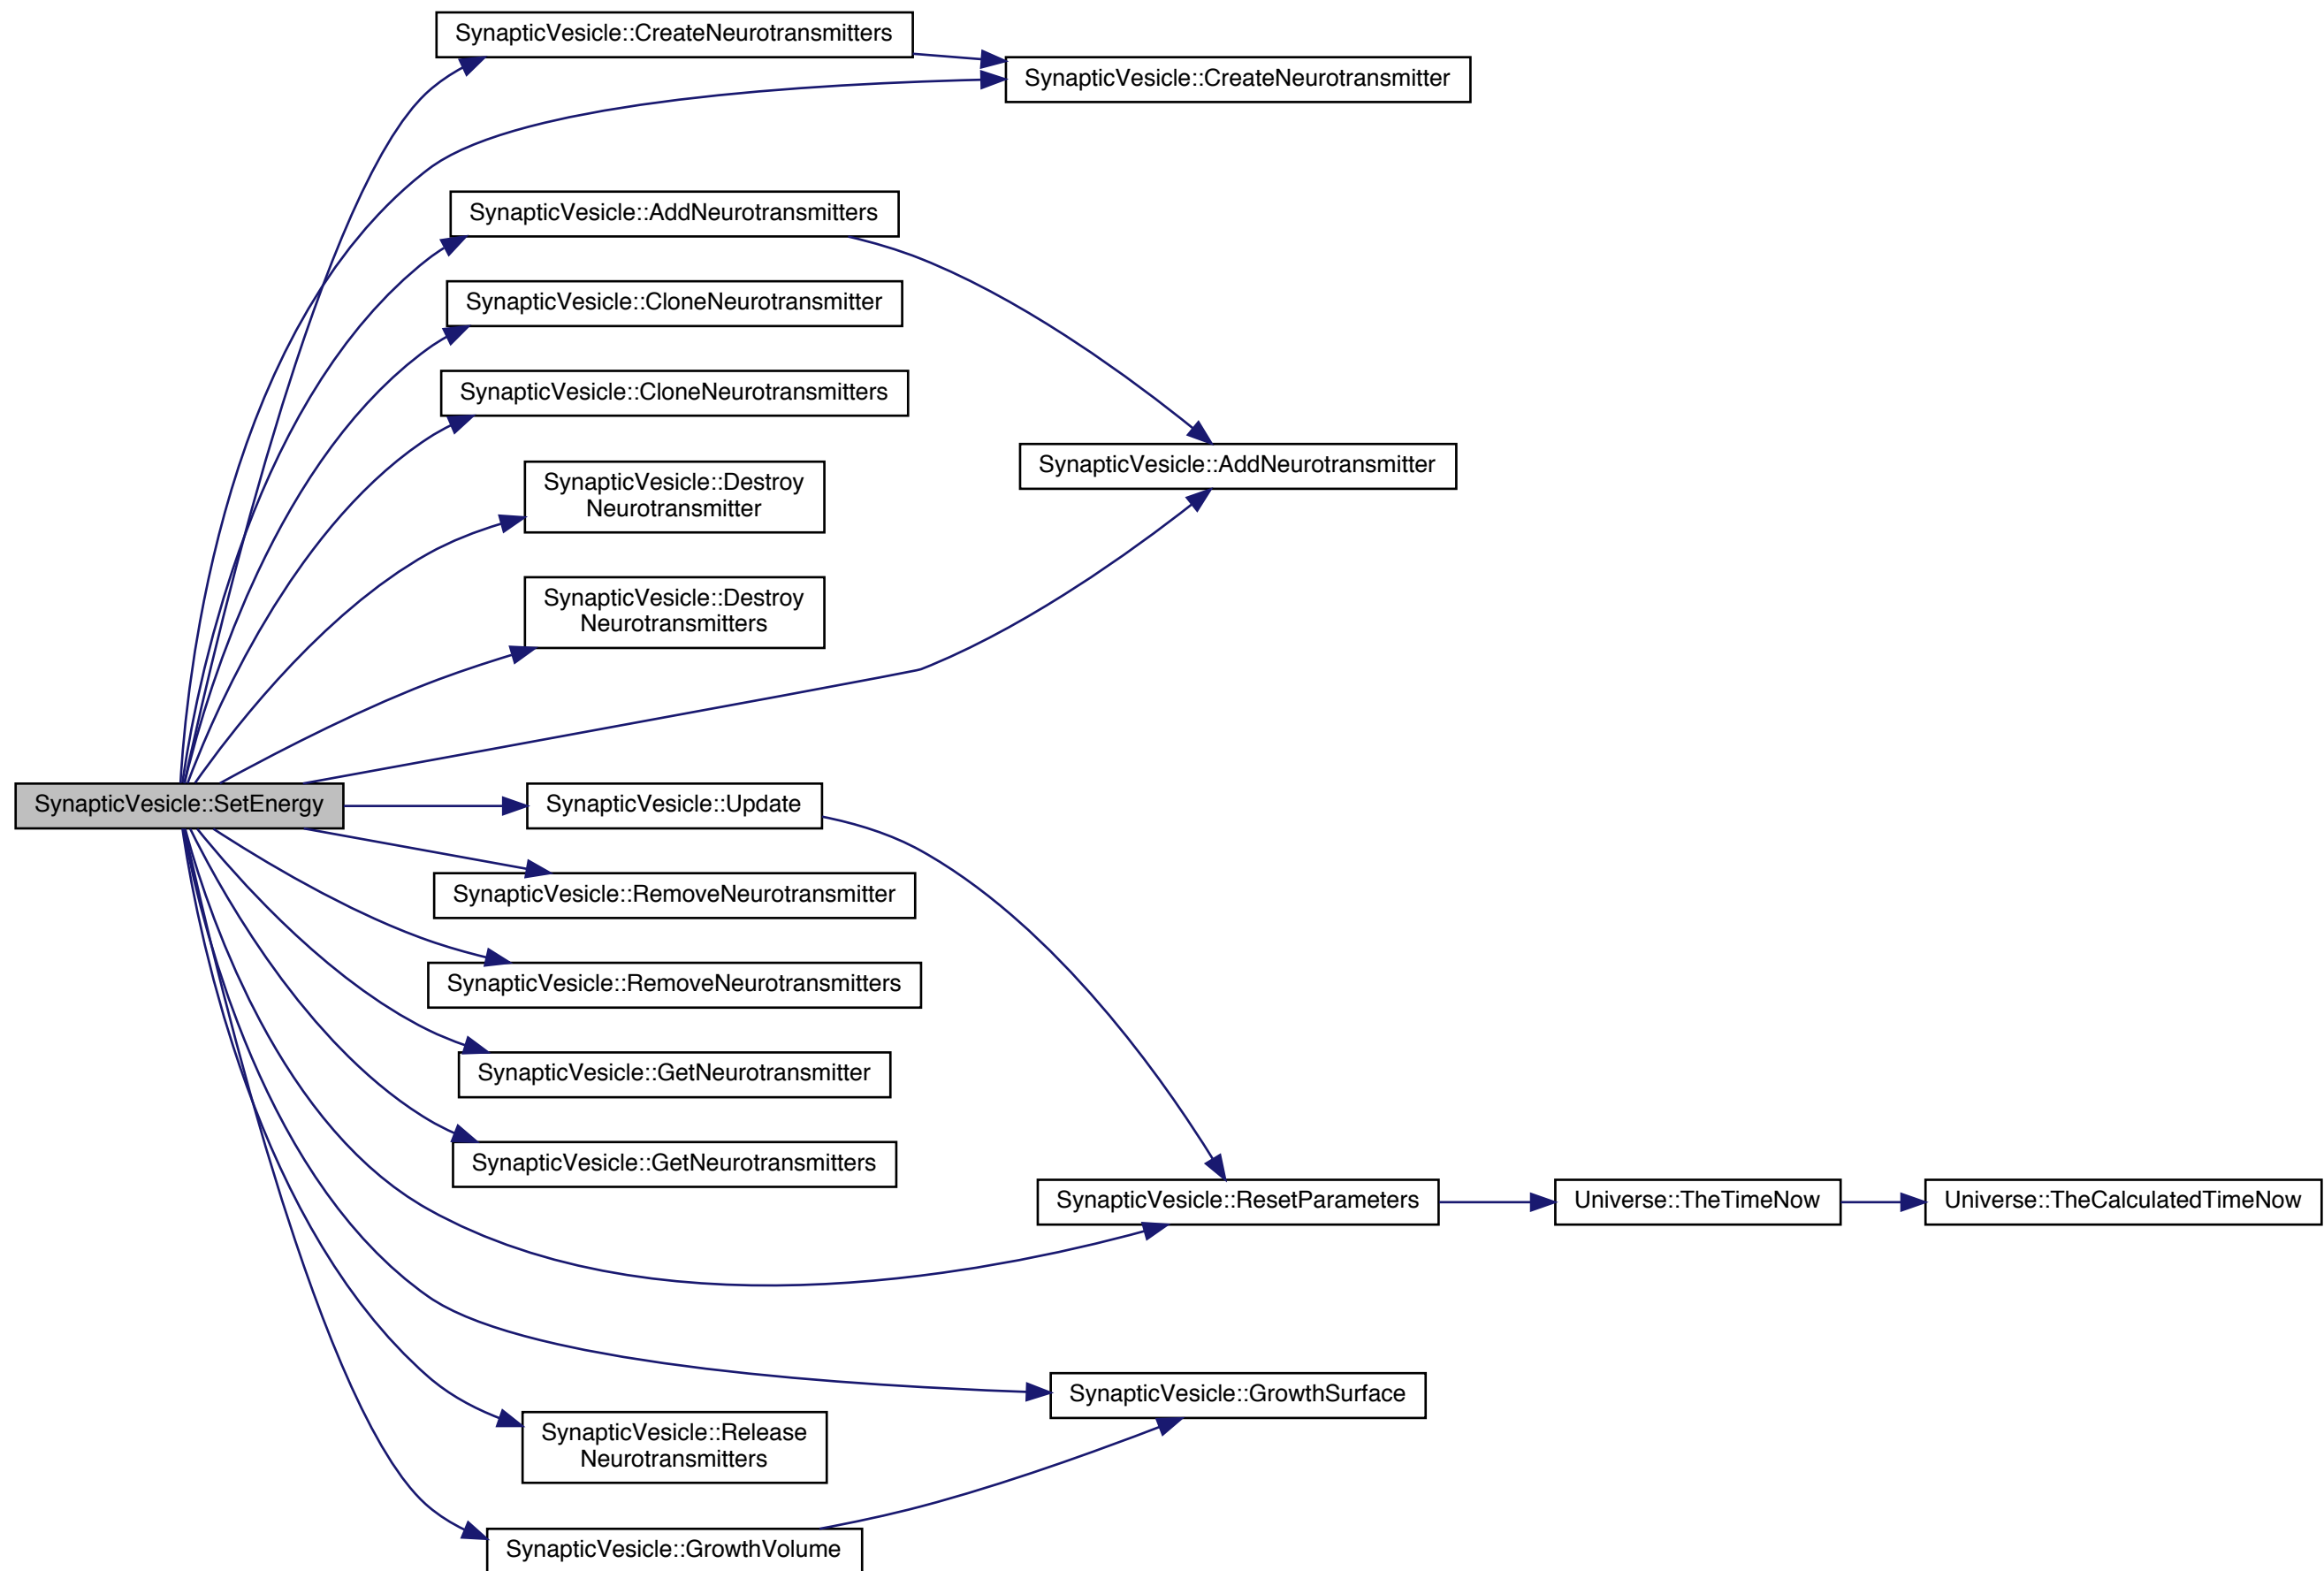 SynapticVesicle::CreateNeurotransmitters
SynapticVesicle::CreateNeurotransmitter
SynapticVesicle::AddNeurotransmitters
SynapticVesicle::CloneNeurotransmitter
SynapticVesicle::CloneNeurotransmitters
SynapticVesicle::AddNeurotransmitter
SynapticVesicle::Destroy
Neurotransmitter
SynapticVesicle::Destroy
Neurotransmitters
SynapticVesicle::SetEnergy
SynapticVesicle::Update
SynapticVesicle::RemoveNeurotransmitter
SynapticVesicle::RemoveNeurotransmitters
SynapticVesicle::GetNeurotransmitter
SynapticVesicle::GetNeurotransmitters
SynapticVesicle::ResetParameters
Universe::TheTimeNow
Universe::TheCalculatedTimeNow
SynapticVesicle::GrowthSurface
SynapticVesicle::Release
Neurotransmitters
SynapticVesicle::GrowthVolume